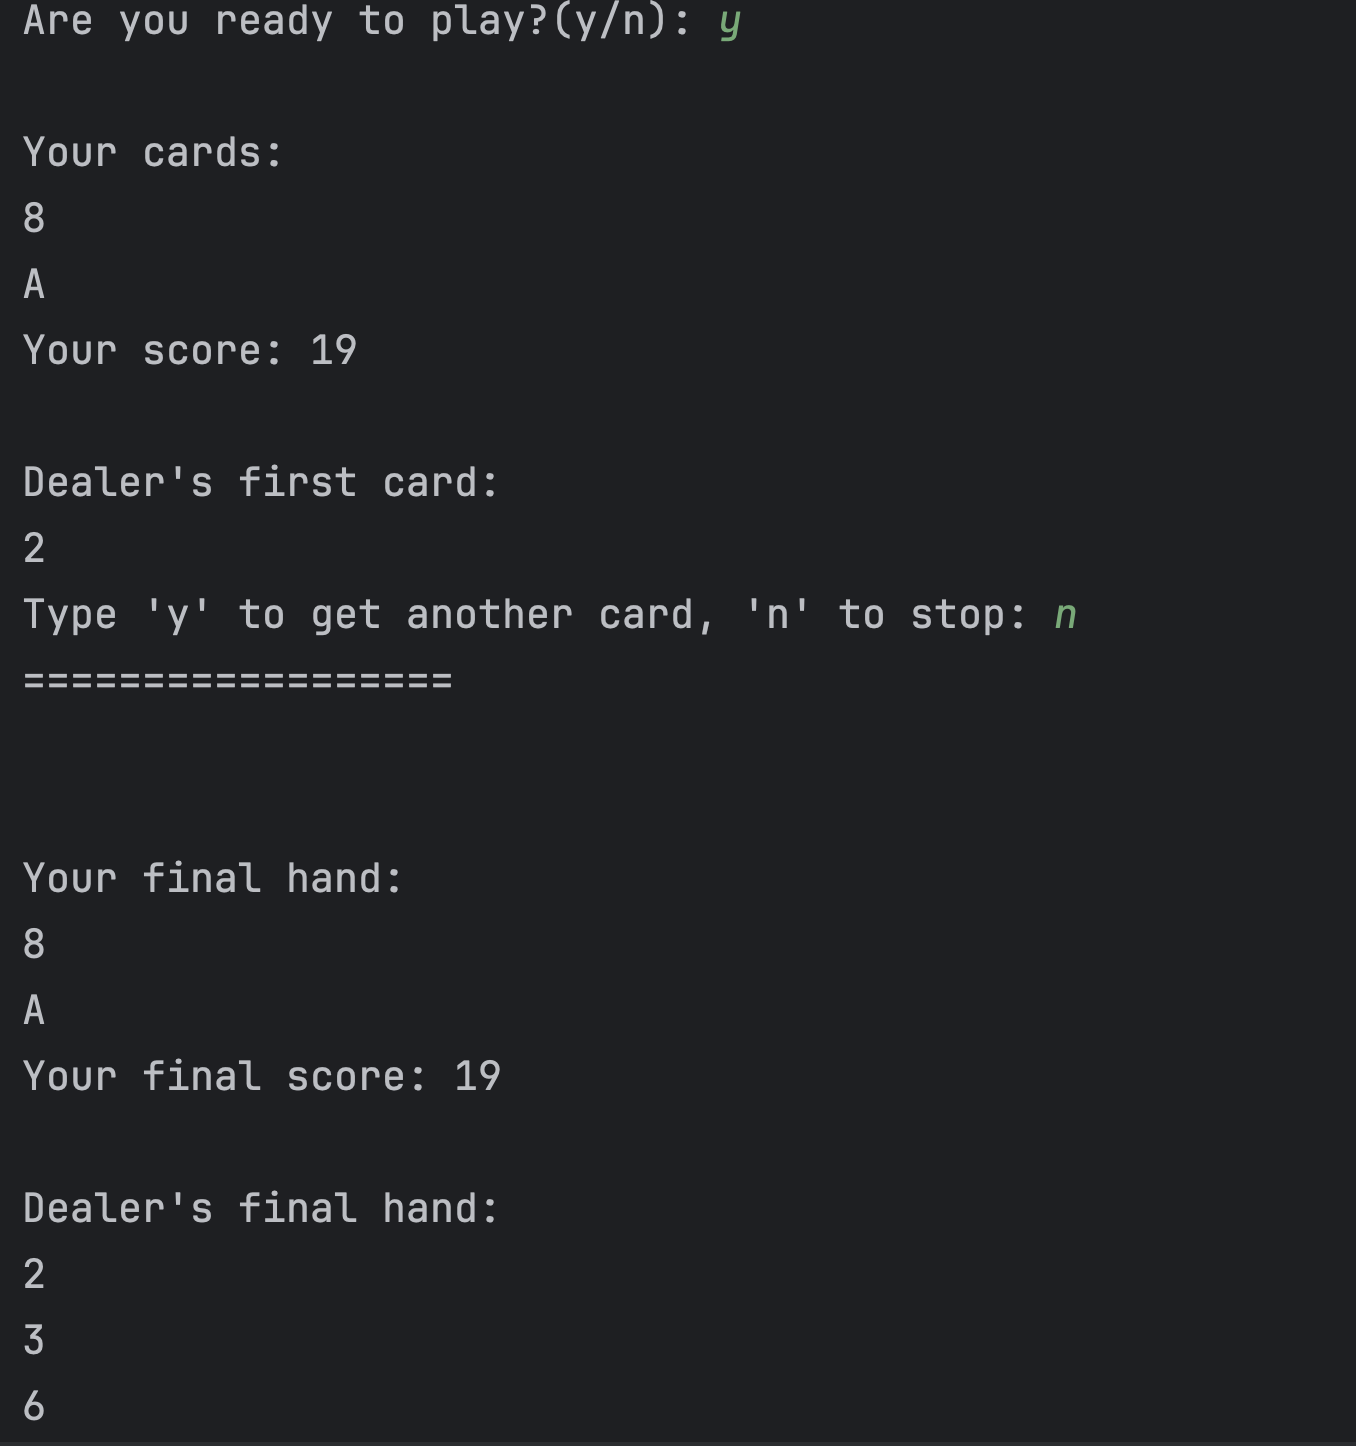 Are you ready to play?(y/n): y
Your cards:
8
A
Your score: 19
Dealer's first card:
2
Type 'y' to get another card, 'n' to stop: n
==================
Your final hand:
8
A
Your final score: 19
Dealer's final hand:
2
3
6